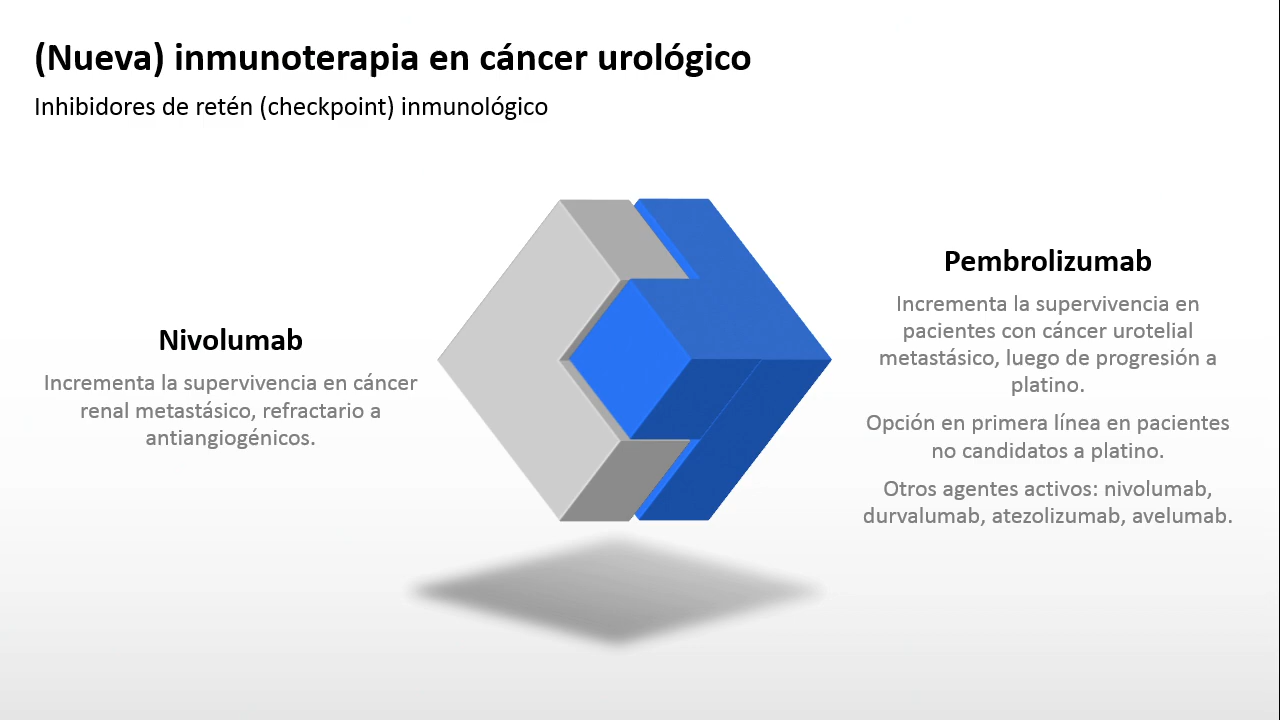 (Nueva) inmunoterapia en cáncer urológico
Inhibidores de retén (checkpoint) inmunológico
Nivolumab
Incrementa la supervivencia en cáncer
renal metastásico, refractario a
antiangiogénicos.
Pembrolizumab
Incrementa la supervivencia en
pacientes con cáncer urotelial
metastásico, luego de progresión a
platino.
Opción en primera línea en pacientes
no candidatos a platino.
Otros agentes activos: nivolumab,
durvalumab, atezolizumab, avelumab.